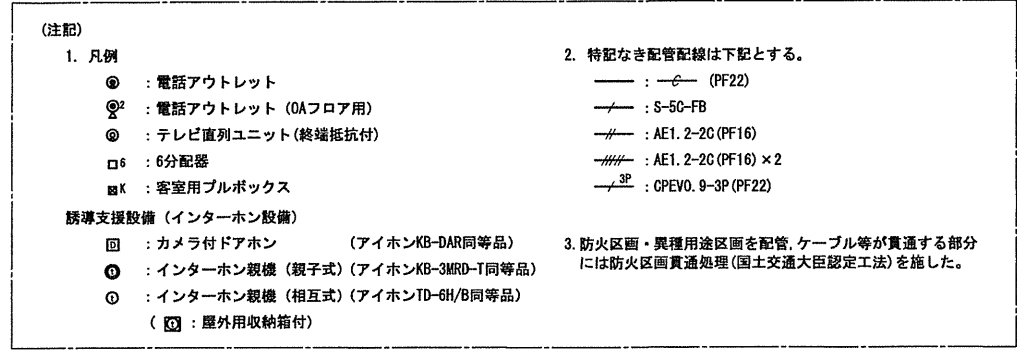 (注記)
1. 凡例
：電話アウトレット
2 ：電話アウトレット (OAフロア用)
：テレビ直列ユニット(終端抵抗付)
6 ：6分配器
K ：客室用プルボックス
誘導支援設備 (インターホン設備)
D ：カメラ付ドアホン (アイホンKB-DAR同等品)
：インターホン親機 (親子式) (アイホンKB-3MRD-T同等品)
：インターホン親機 (相互式) (アイホンTD-6H/B同等品)
( ：屋外用収納箱付)
2. 特記なき配管配線は下記とする。
： C (PF22)
：S-5C-FB
：AE1.2-2C(PF16)
：AE1.2-2C(PF16)×2
3P ：CPEV0.9-3P(PF22)
3.防火区画・異種用途区画を配管,ケーブル等が貫通する部分
には防火区画貫通処理(国土交通大臣認定工法)を施した。